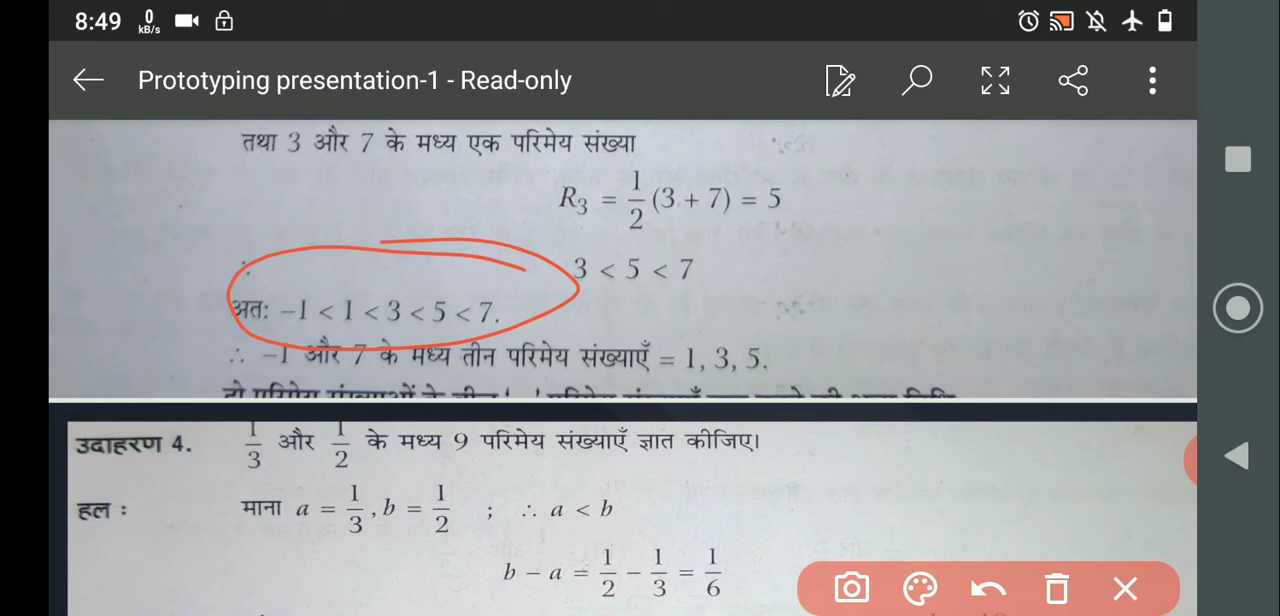 8:49 0 kB/s
Prototyping presentation-1 - Read-only
तथा 3 और 7 के मध्य एक परिमेय संख्या
R₃ = 1/2 (3 + 7) = 5
∴ 3 < 5 < 7
अत: –1 < 1 < 3 < 5 < 7.
∴ –1 और 7 के मध्य तीन परिमेय संख्याएँ = 1, 3, 5.
उदाहरण 4. 1/3 और 1/2 के मध्य 9 परिमेय संख्याएँ ज्ञात कीजिए।
हल : माना a = 1/3 , b = 1/2 ; ∴ a < b
b – a = 1/2 – 1/3 = 1/6